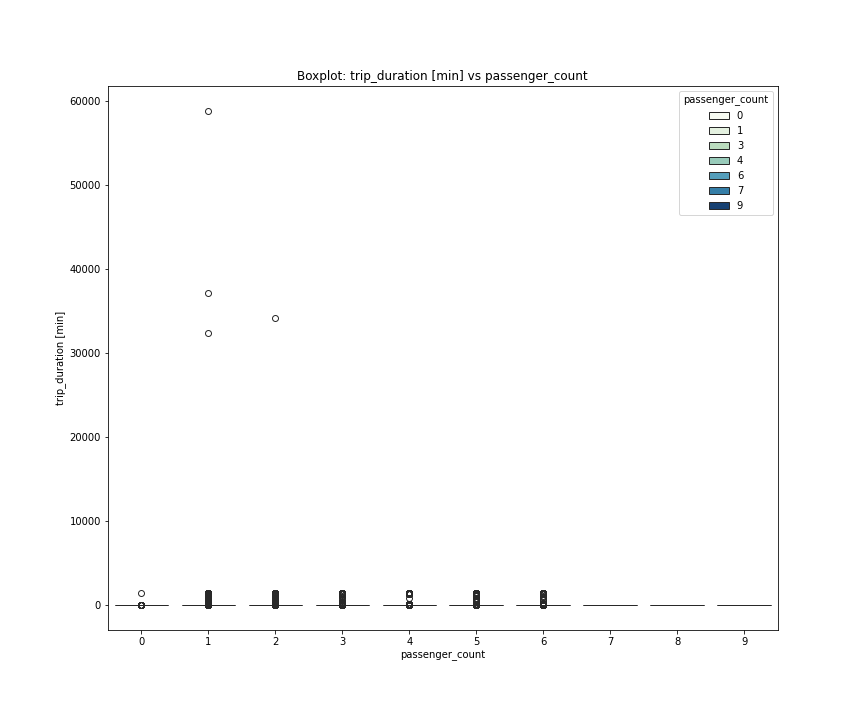 Boxplot: trip_duration [min] vs passenger_count
passenger_count
0
1
3
4
6
7
9
60000
50000
40000
30000
20000
10000
0
trip_duration [min]
0 1 2 3 4 5 6 7 8 9
passenger_count